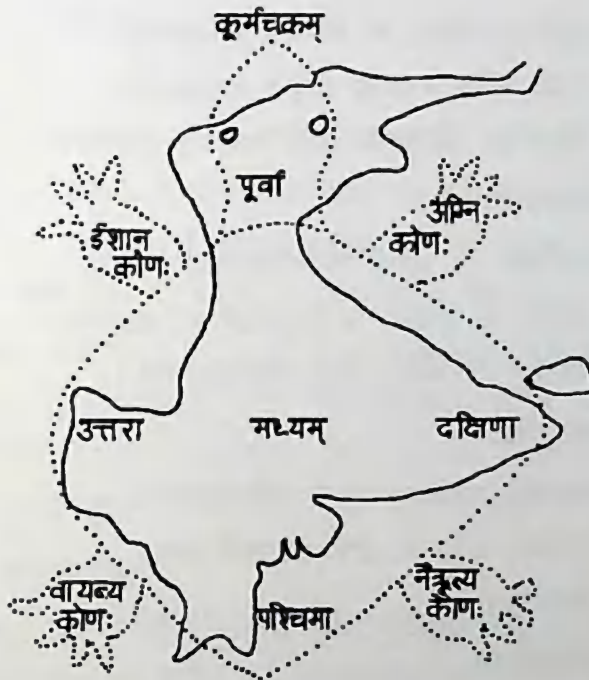 कूर्मचक्रम्
पूर्वा
ईशान
कोणः
अग्नि
कोणः
उत्तरा
मध्यम्
दक्षिणा
वायव्य
कोणः
पश्चिमा
नैऋत्य
कोणः